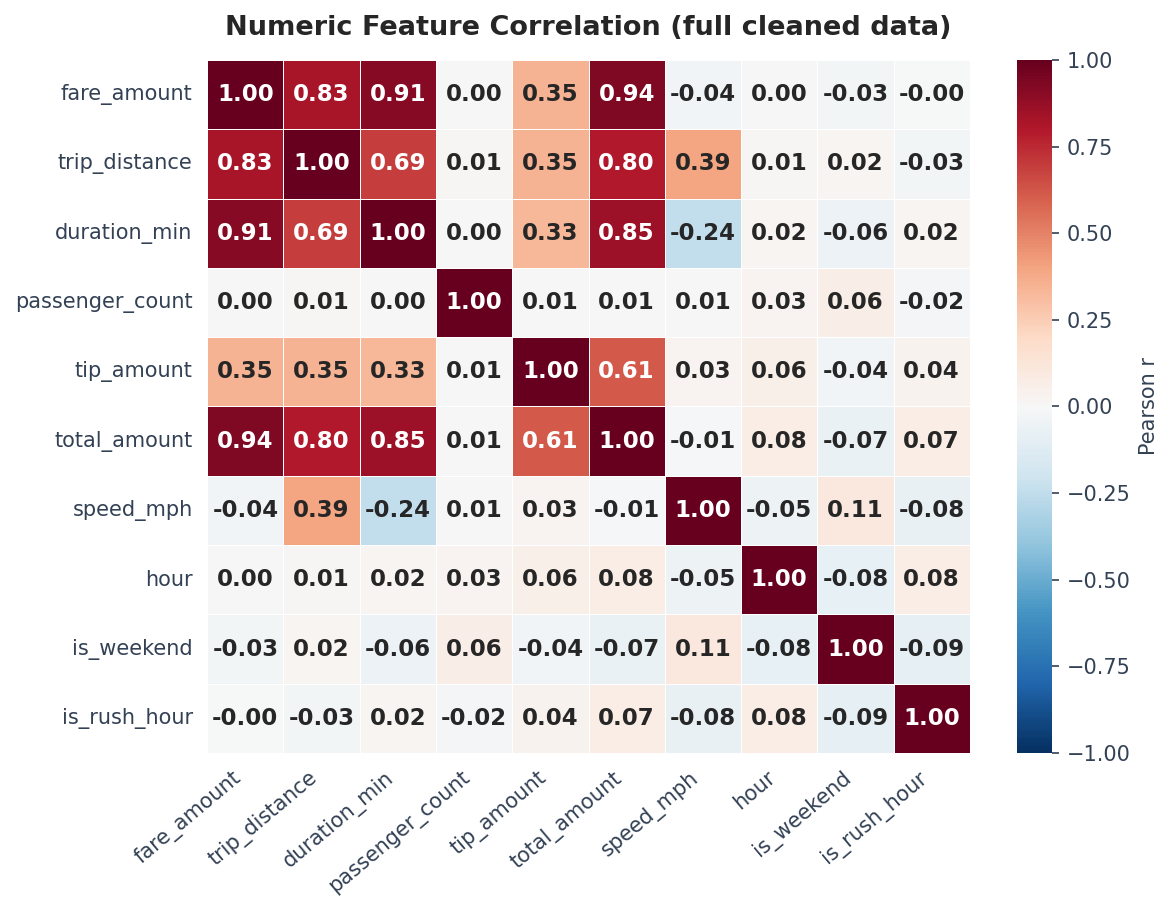 Numeric Feature Correlation (full cleaned data)
fare_amount 1.00 0.83 0.91 0.00 0.35 0.94 -0.04 0.00 -0.03 -0.00
trip_distance 0.83 1.00 0.69 0.01 0.35 0.80 0.39 0.01 0.02 -0.03
duration_min 0.91 0.69 1.00 0.00 0.33 0.85 -0.24 0.02 -0.06 0.02
passenger_count 0.00 0.01 0.00 1.00 0.01 0.01 0.01 0.03 0.06 -0.02
tip_amount 0.35 0.35 0.33 0.01 1.00 0.61 0.03 0.06 -0.04 0.04
total_amount 0.94 0.80 0.85 0.01 0.61 1.00 -0.01 0.08 -0.07 0.07
speed_mph -0.04 0.39 -0.24 0.01 0.03 -0.01 1.00 -0.05 0.11 -0.08
hour 0.00 0.01 0.02 0.03 0.06 0.08 -0.05 1.00 -0.08 0.08
is_weekend -0.03 0.02 -0.06 0.06 -0.04 -0.07 0.11 -0.08 1.00 -0.09
is_rush_hour -0.00 -0.03 0.02 -0.02 0.04 0.07 -0.08 0.08 -0.09 1.00
fare_amount
trip_distance
duration_min
passenger_count
tip_amount
total_amount
speed_mph
hour
is_weekend
is_rush_hour
1.00
0.75
0.50
0.25
0.00
−0.25
−0.50
−0.75
−1.00
Pearson r